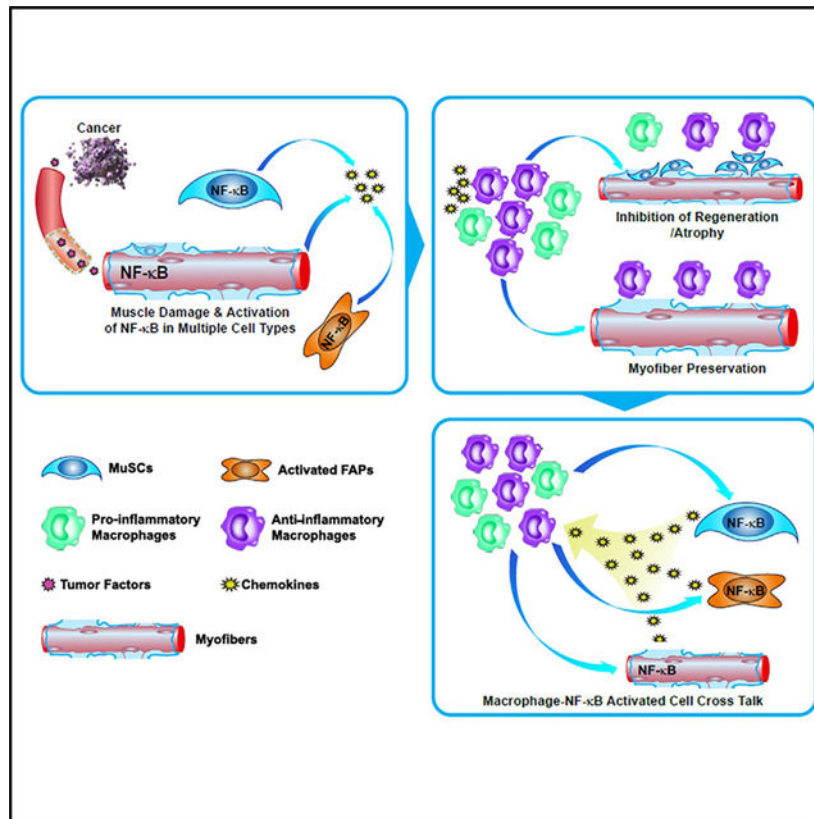 Cancer
NF-κB
NF-κB
NF-κB
Muscle Damage & Activation
of NF-κB in Multiple Cell Types
Inhibition of Regeneration
/Atrophy
Myofiber Preservation
MuSCs
Activated FAPs
Pro-inflammatory
Macrophages
Anti-inflammatory
Macrophages
Tumor Factors
Chemokines
Myofibers
NF-κB
NF-κB
NF-κB
Macrophage-NF-κB Activated Cell Cross Talk